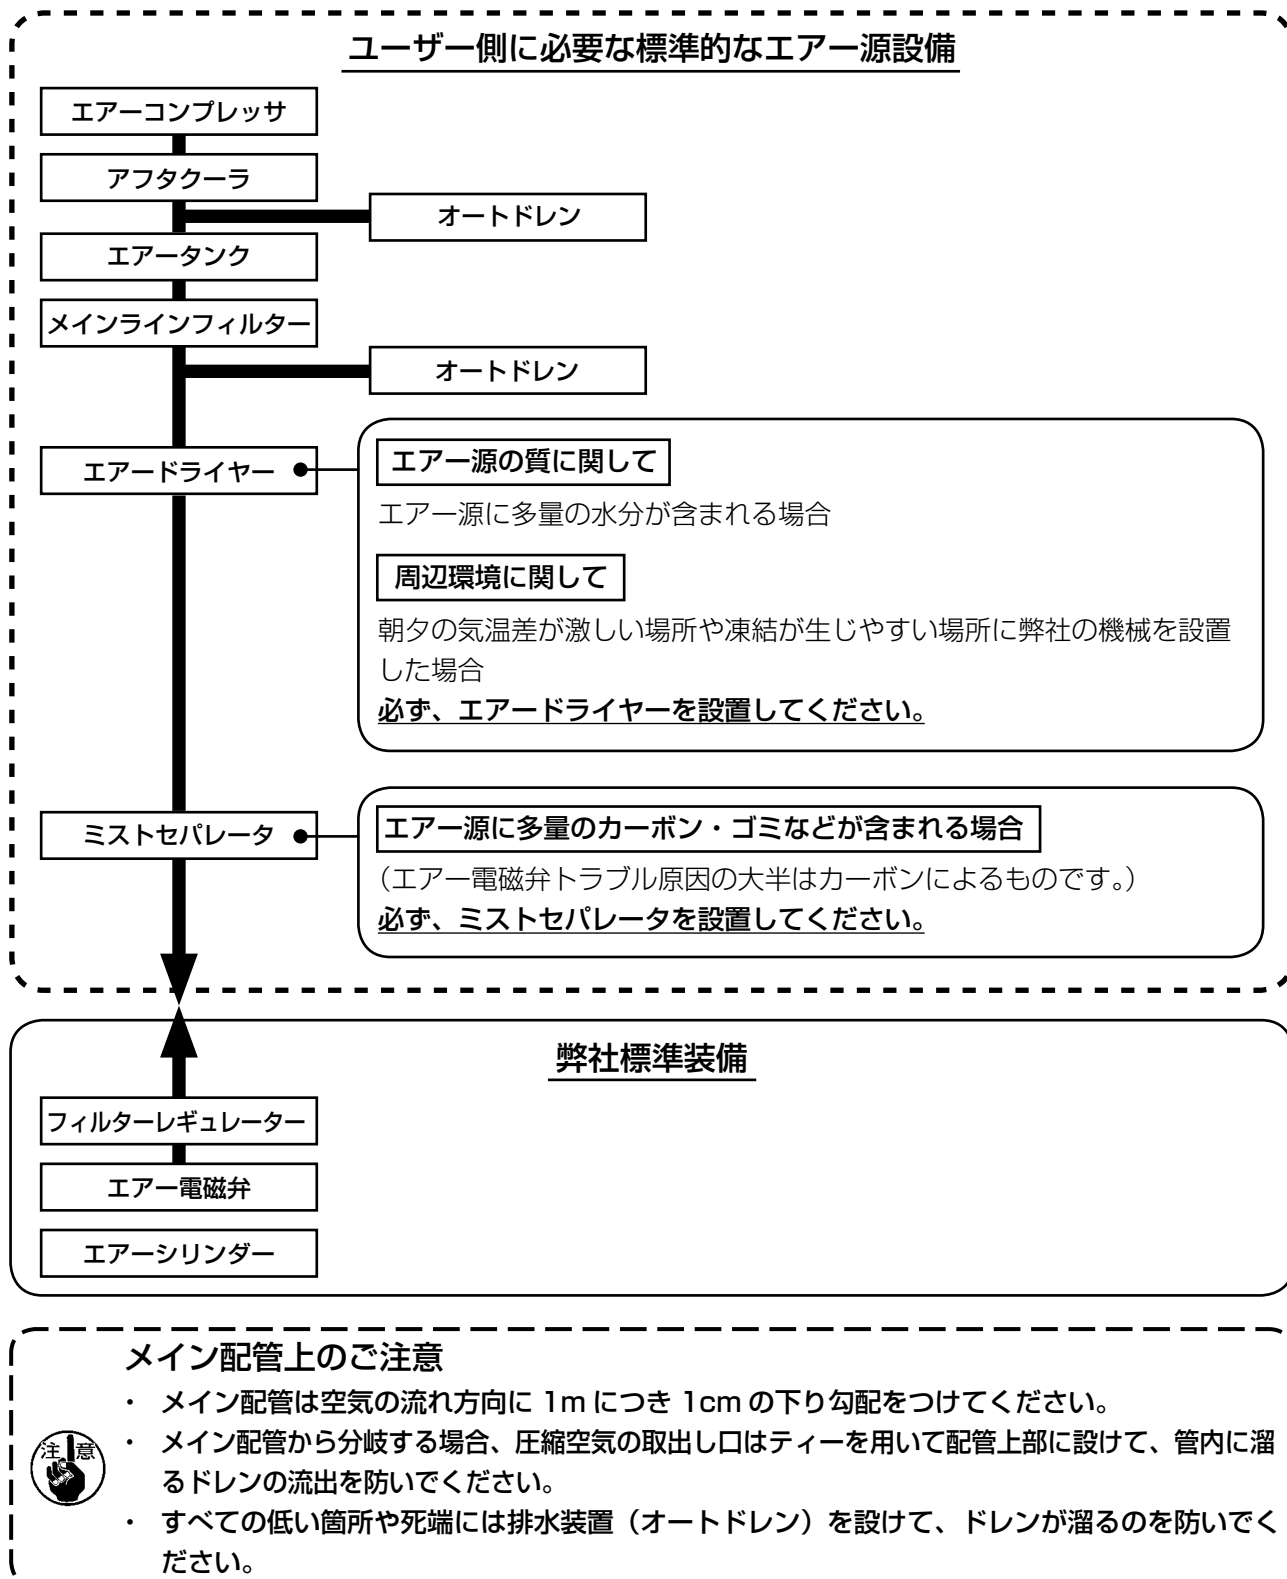 ユーザー側に必要な標準的なエアー源設備
エアーコンプレッサ
アフタクーラ
オートドレン
エアータンク
メインラインフィルター
オートドレン
エアードライヤー
エアー源の質に関して
エアー源に多量の水分が含まれる場合
周辺環境に関して
朝夕の気温差が激しい場所や凍結が生じやすい場所に弊社の機械を設置
した場合
必ず、エアードライヤーを設置してください。
ミストセパレータ
エアー源に多量のカーボン・ゴミなどが含まれる場合
（エアー電磁弁トラブル原因の大半はカーボンによるものです。）
必ず、ミストセパレータを設置してください。
弊社標準装備
フィルターレギュレーター
エアー電磁弁
エアーシリンダー
メイン配管上のご注意
・ メイン配管は空気の流れ方向に 1m につき 1cm の下り勾配をつけてください。
注意
・ メイン配管から分岐する場合、圧縮空気の取出し口はティーを用いて配管上部に設けて、管内に溜
るドレンの流出を防いでください。
・ すべての低い箇所や死端には排水装置（オートドレン）を設けて、ドレンが溜るのを防いでく
ださい。